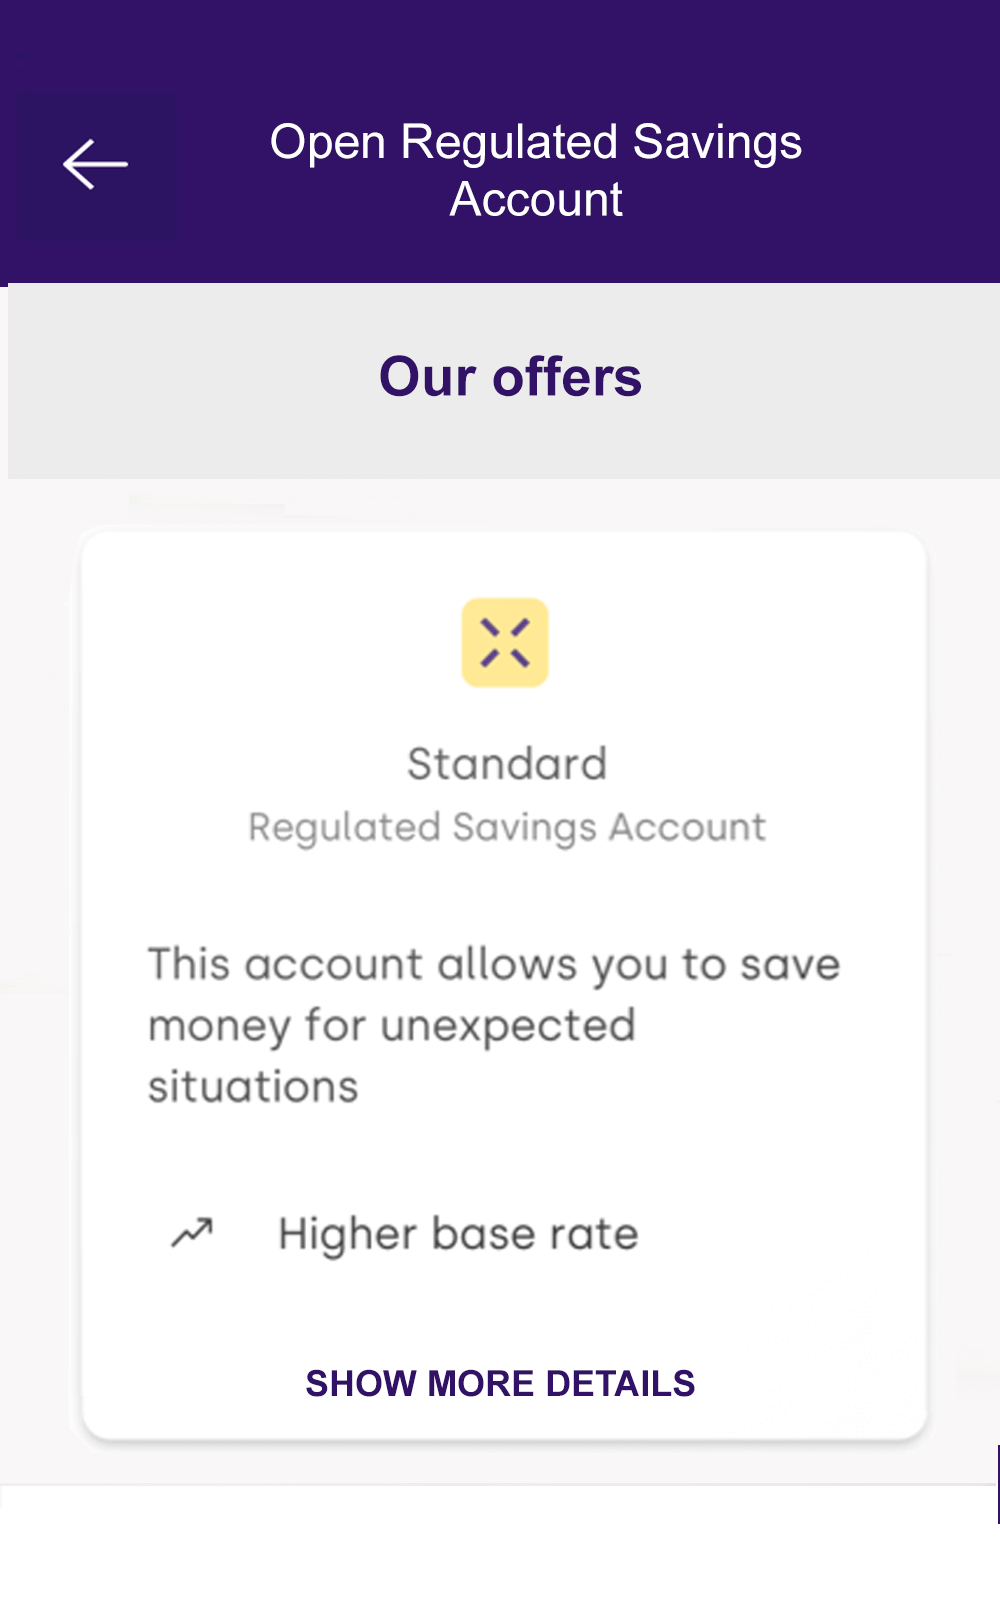 Open Regulated Savings
Account
Our offers
Standard
Regulated Savings Account
This account allows you to save
money for unexpected
situations
Higher base rate
SHOW MORE DETAILS